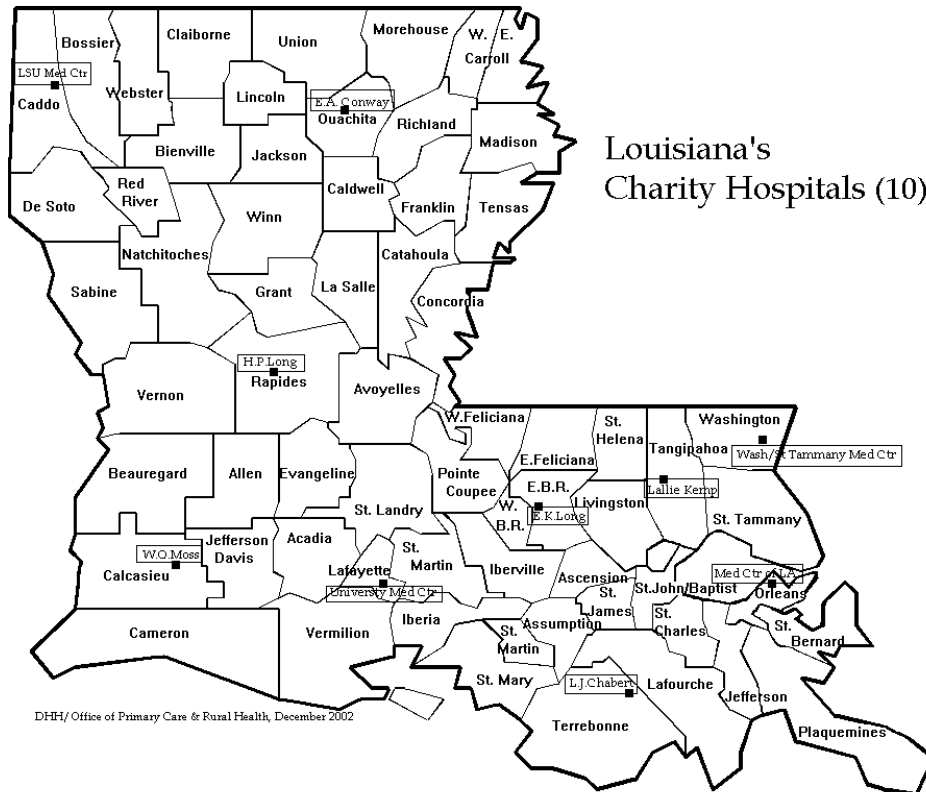 Louisiana's
Charity Hospitals (10)
Bossier
Claiborne
Union
Morehouse
W.
E.
Carroll
LSU Med Ctr
Caddo
Webster
Lincoln
E.A. Conway
Ouachita
Richland
Madison
Bienville
Jackson
De Soto
Red
River
Caldwell
Franklin
Tensas
Winn
Natchitoches
Catahoula
Sabine
Grant
La Salle
Concordia
H.P.Long
Rapides
Vernon
Avoyelles
W.Feliciana
St.
Helena
Washington
Tangipahoa
Wash/St Tammany Med Ctr
Beauregard
Allen
Evangeline
Pointe
Coupee
E.Feliciana
E.B.R.
Livingston
Lallie Kemp
W.
B.R.
E.K.Long
St. Landry
St. Tammany
W.O.Moss
Calcasieu
Jefferson
Davis
Acadia
Lafayette
University Med Ctr
St.
Martin
Iberville
Ascension
St.John/Baptist
Med Ctr of LA
Orleans
St.
James
St.
Charles
St.
Bernard
Cameron
Vermilion
Iberia
Assumption
St.
Martin
St. Mary
L.J.Chabert
Lafourche
Jefferson
Terrebonne
Plaquemines
DHH/ Office of Primary Care & Rural Health, December 2002